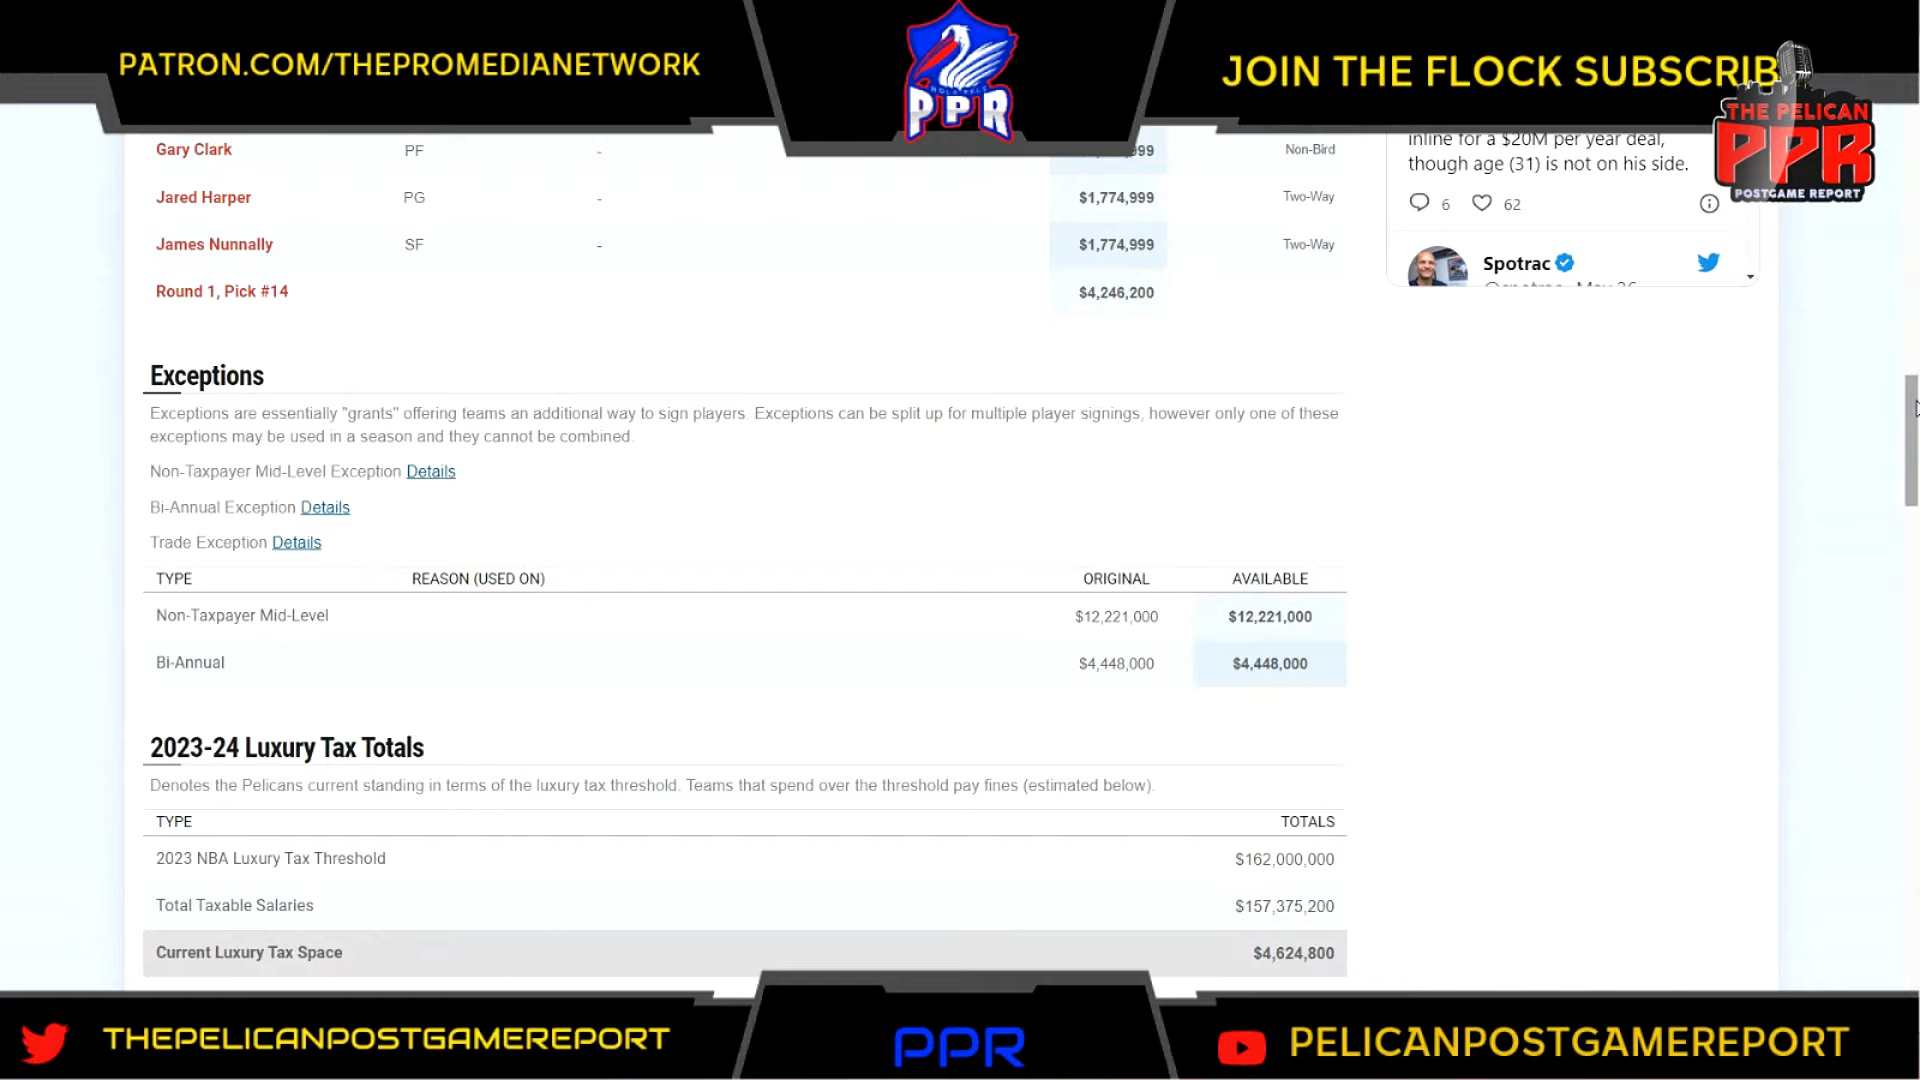 PATRON.COM/THEPROMEDIANETWORK
PPR
JOIN THE FLOCK SUBSCRIB
THE PELICAN
PPR
POSTGAME REPORT
Gary Clark PF - 999 Non-Bird
Jared Harper PG - $1,774,999 Two-Way
James Nunnally SF - $1,774,999 Two-Way
Round 1, Pick #14 $4,246,200
inline for a $20M per year deal,
though age (31) is not on his side.
6 62
Spotrac
Exceptions
Exceptions are essentially "grants" offering teams an additional way to sign players. Exceptions can be split up for multiple player signings, however only one of these
exceptions may be used in a season and they cannot be combined.
Non-Taxpayer Mid-Level Exception Details
Bi-Annual Exception Details
Trade Exception Details
TYPE REASON (USED ON) ORIGINAL AVAILABLE
Non-Taxpayer Mid-Level $12,221,000 $12,221,000
Bi-Annual $4,448,000 $4,448,000
2023-24 Luxury Tax Totals
Denotes the Pelicans current standing in terms of the luxury tax threshold. Teams that spend over the threshold pay fines (estimated below).
TYPE TOTALS
2023 NBA Luxury Tax Threshold $162,000,000
Total Taxable Salaries $157,375,200
Current Luxury Tax Space $4,624,800
THEPELICANPOSTGAMEREPORT
PPR
PELICANPOSTGAMEREPORT